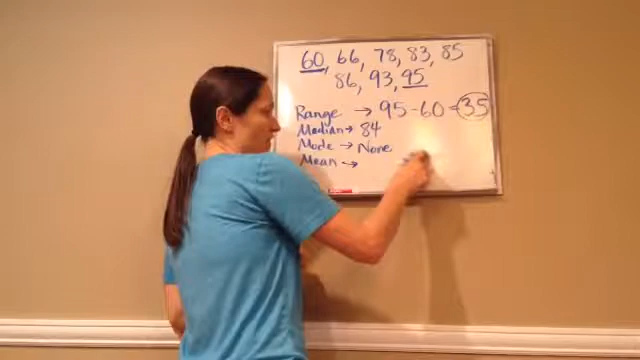 60, 66, 78, 83, 85
86, 93, 95
Range → 95-60=35
Median → 84
Mode → None
Mean →